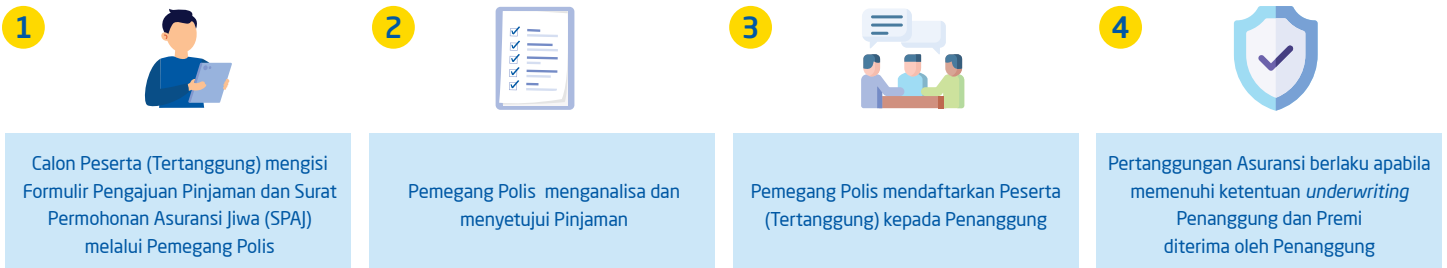 1
Calon Peserta (Tertanggung) mengisi
Formulir Pengajuan Pinjaman dan Surat
Permohonan Asuransi Jiwa (SPAJ)
melalui Pemegang Polis
2
Pemegang Polis menganalisa dan
menyetujui Pinjaman
3
Pemegang Polis mendaftarkan Peserta
(Tertanggung) kepada Penanggung
4
Pertanggungan Asuransi berlaku apabila
memenuhi ketentuan underwriting
Penanggung dan Premi
diterima oleh Penanggung